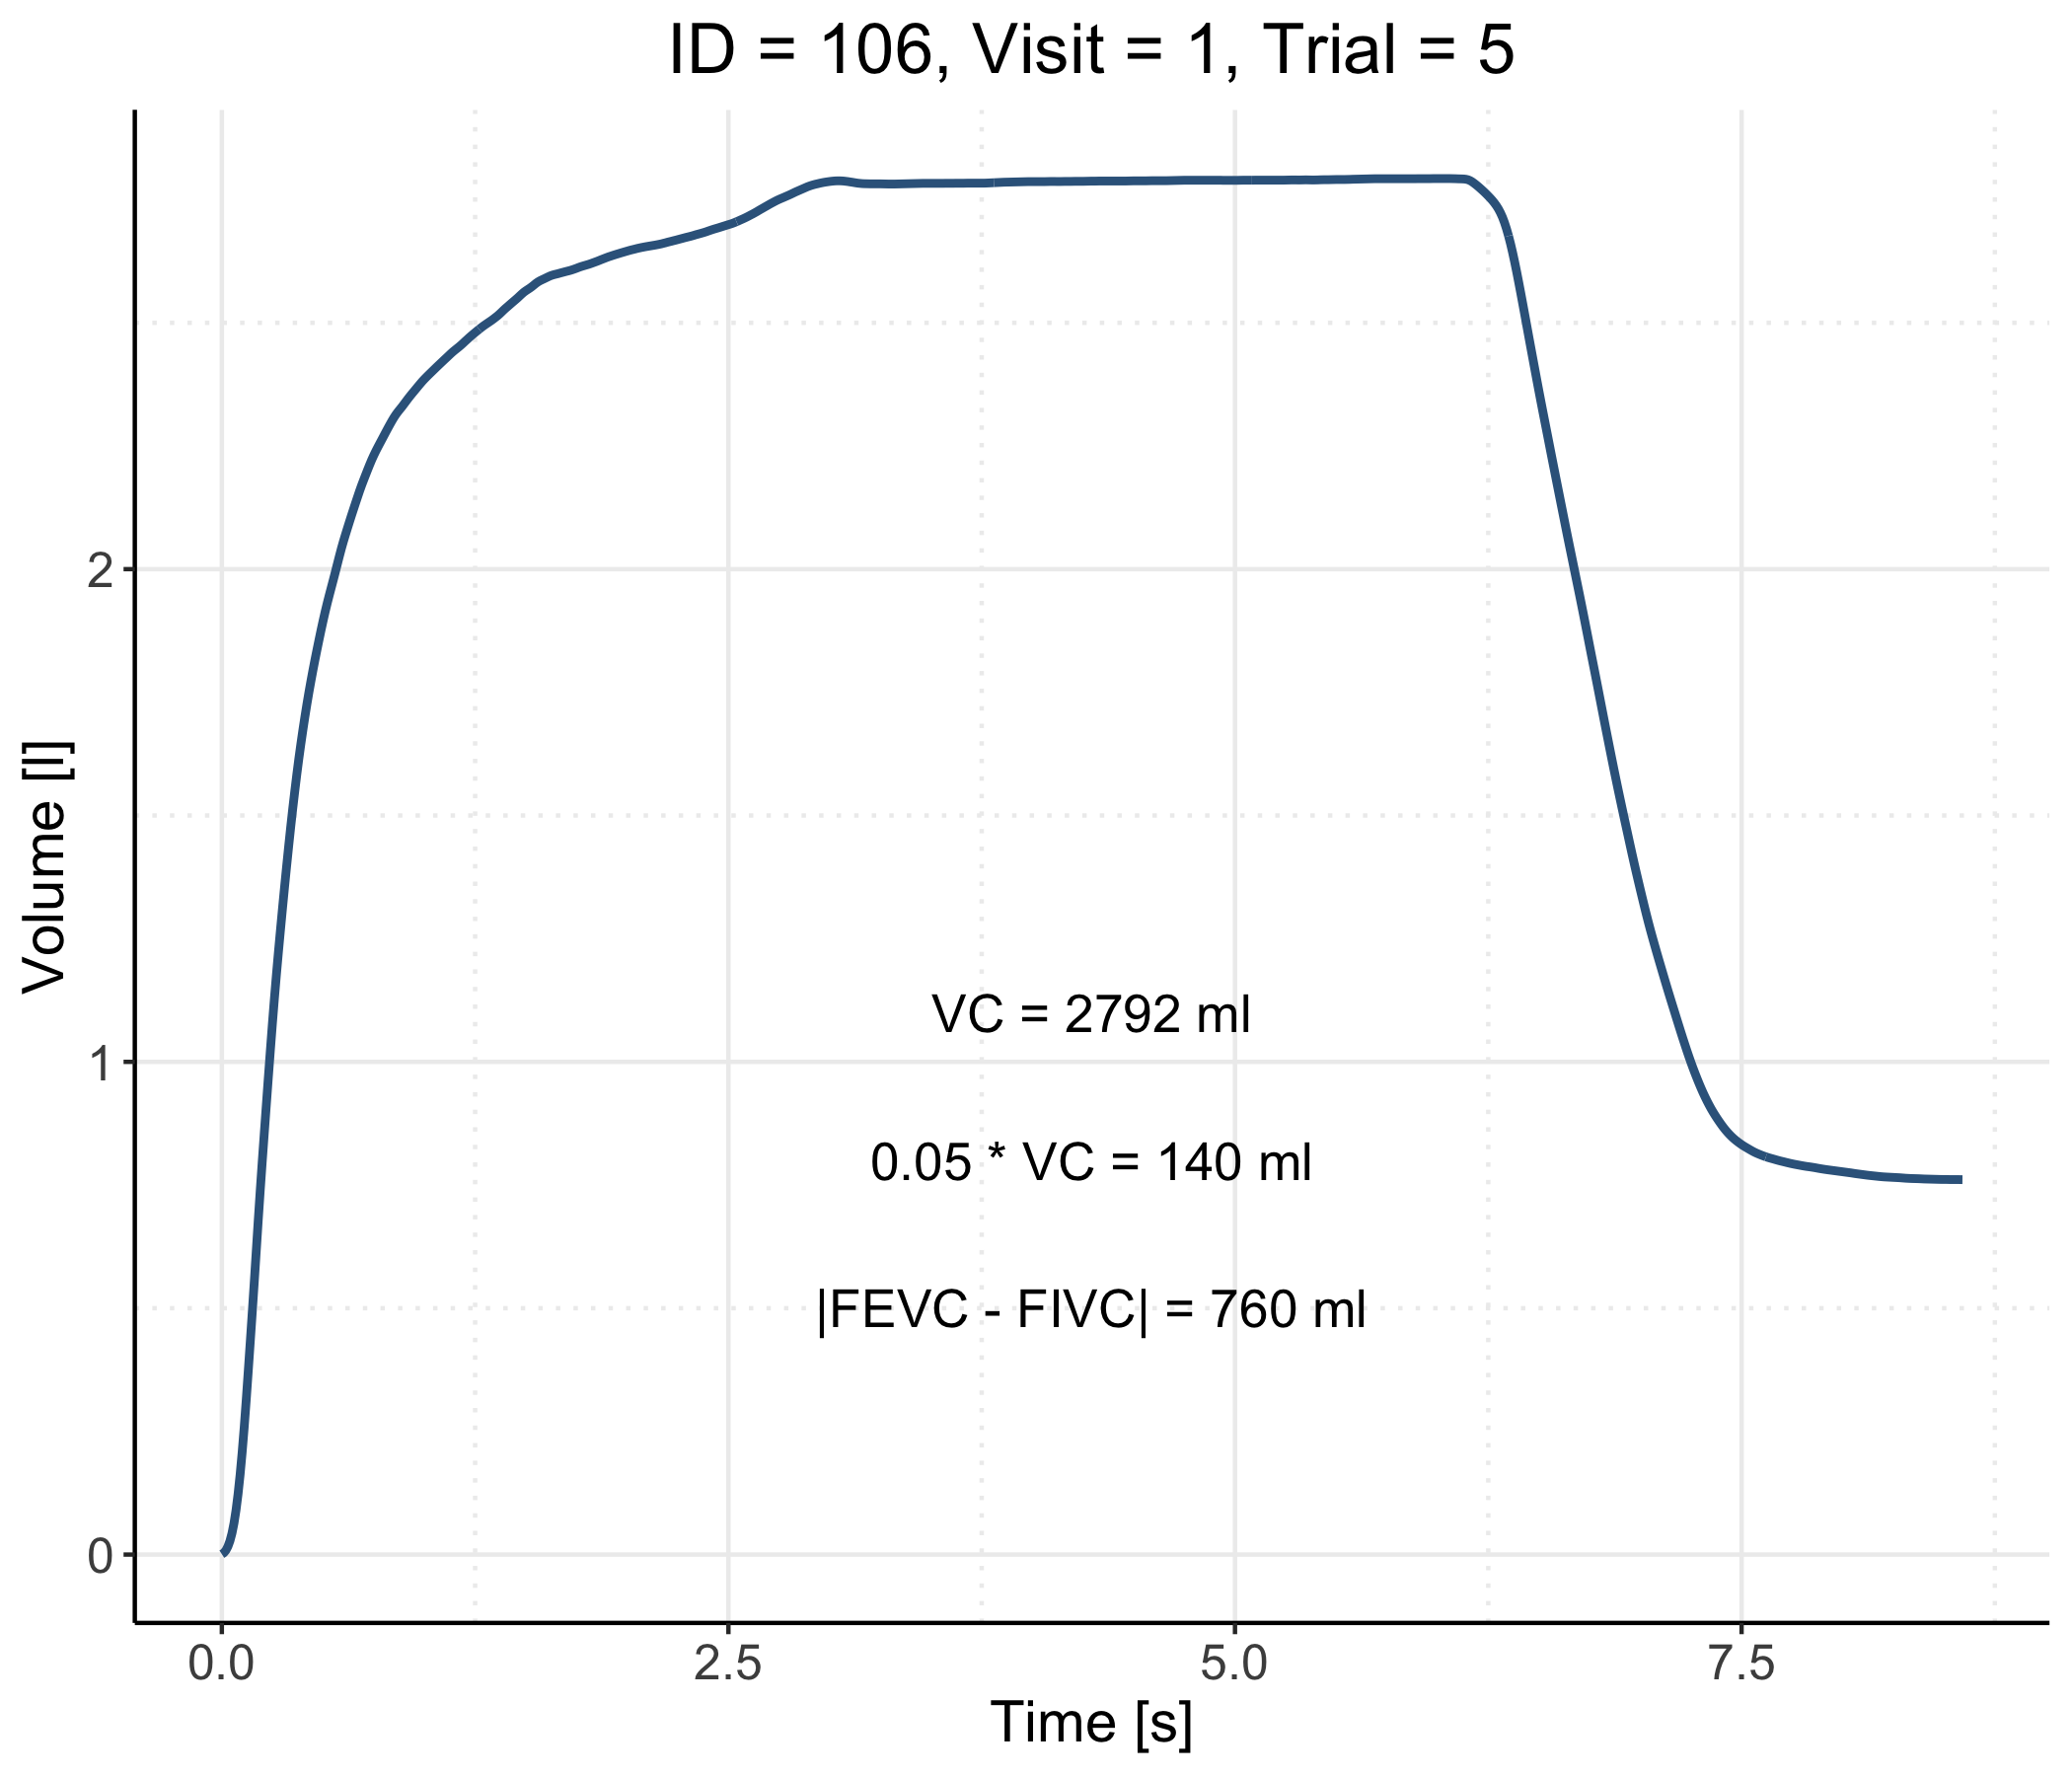 ID = 106, Visit = 1, Trial = 5
Volume [l]
2
1
0
VC = 2792 ml
0.05 * VC = 140 ml
|FEVC - FIVC| = 760 ml
0.0 2.5 5.0 7.5
Time [s]